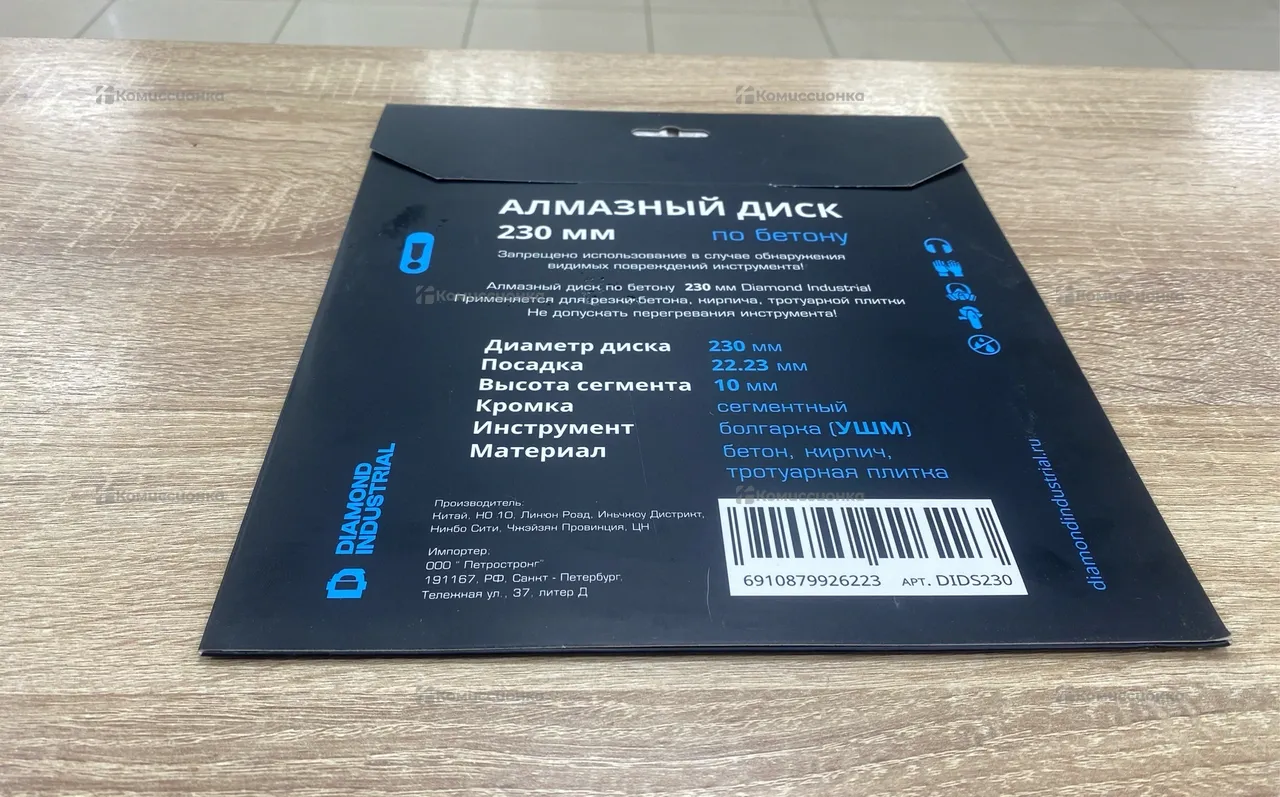 Комиссионка
Комиссионка
АЛМАЗНЫЙ ДИСК
230 мм по бетону
Запрещено использование в случае обнаружения
видимых повреждений инструмента!
Алмазный диск по бетону 230 мм Diamond Industrial
Применяется для резки бетона, кирпича, тротуарной плитки
Не допускать перегревания инструмента!
Комиссионка
Комиссионка
Диаметр диска 230 мм
Посадка 22.23 мм
Высота сегмента 10 мм
Кромка сегментный
Инструмент болгарка (УШМ)
Материал бетон, кирпич,
тротуарная плитка
DIAMOND
INDUSTRIAL
diamondindustrial.ru
Комиссионка
Комиссионка
Производитель:
Китай, НО 10, Линюн Роад, Иньчжоу Дистрикт,
Нинбо Сити, Чжэйзян Провинция, ЦН
Импортер:
ООО "Петростронг"
191167, РФ, Санкт - Петербург,
Тележная ул., 37, литер Д
6910879926223 АРТ. DIDS230
Комиссионка
Комиссионка